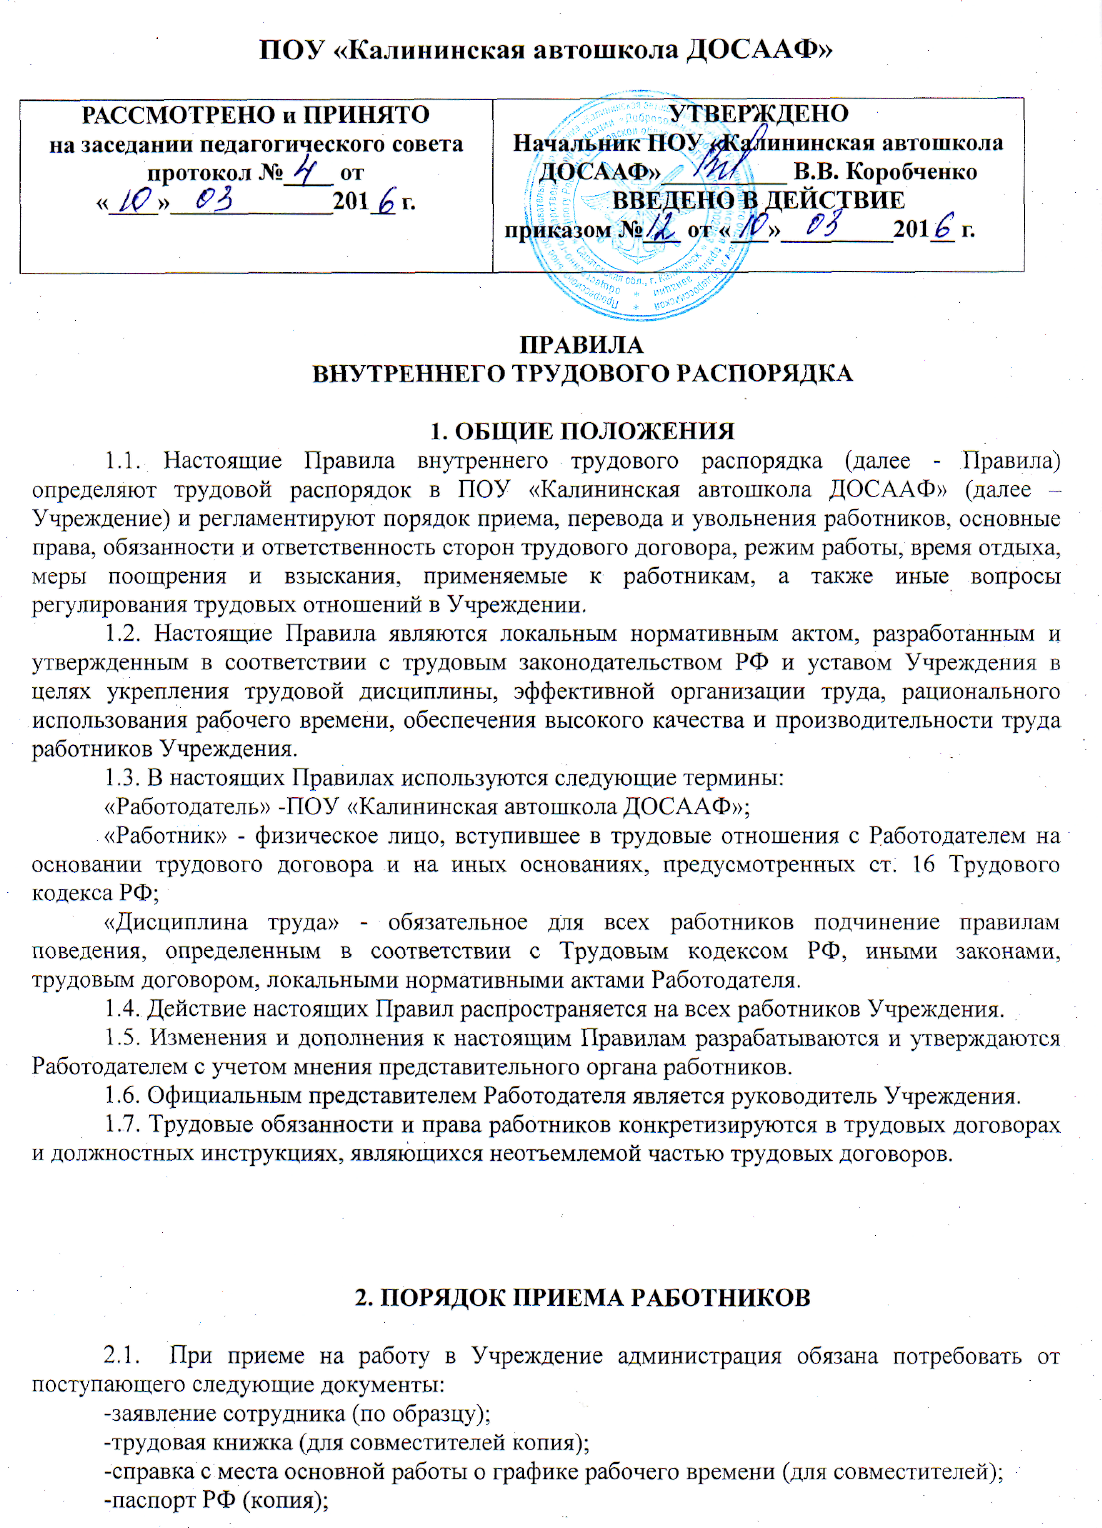 ПОУ «Калининская автошкола ДОСААФ»
РАССМОТРЕНО и ПРИНЯТО
на заседании педагогического совета
протокол № 4 от
«10» 03 2016 г.
УТВЕРЖДЕНО
Начальник ПОУ «Калининская автошкола
ДОСААФ» В.В. Коробченко
ВВЕДЕНО В ДЕЙСТВИЕ
приказом № 12 от «10» 03 2016 г.
ПРАВИЛА
ВНУТРЕННЕГО ТРУДОВОГО РАСПОРЯДКА
1. ОБЩИЕ ПОЛОЖЕНИЯ
1.1. Настоящие Правила внутреннего трудового распорядка (далее - Правила)
определяют трудовой распорядок в ПОУ «Калининская автошкола ДОСААФ» (далее –
Учреждение) и регламентируют порядок приема, перевода и увольнения работников, основные
права, обязанности и ответственность сторон трудового договора, режим работы, время отдыха,
меры поощрения и взыскания, применяемые к работникам, а также иные вопросы
регулирования трудовых отношений в Учреждении.
1.2. Настоящие Правила являются локальным нормативным актом, разработанным и
утвержденным в соответствии с трудовым законодательством РФ и уставом Учреждения в
целях укрепления трудовой дисциплины, эффективной организации труда, рационального
использования рабочего времени, обеспечения высокого качества и производительности труда
работников Учреждения.
1.3. В настоящих Правилах используются следующие термины:
«Работодатель» -ПОУ «Калининская автошкола ДОСААФ»;
«Работник» - физическое лицо, вступившее в трудовые отношения с Работодателем на
основании трудового договора и на иных основаниях, предусмотренных ст. 16 Трудового
кодекса РФ;
«Дисциплина труда» - обязательное для всех работников подчинение правилам
поведения, определенным в соответствии с Трудовым кодексом РФ, иными законами,
трудовым договором, локальными нормативными актами Работодателя.
1.4. Действие настоящих Правил распространяется на всех работников Учреждения.
1.5. Изменения и дополнения к настоящим Правилам разрабатываются и утверждаются
Работодателем с учетом мнения представительного органа работников.
1.6. Официальным представителем Работодателя является руководитель Учреждения.
1.7. Трудовые обязанности и права работников конкретизируются в трудовых договорах
и должностных инструкциях, являющихся неотъемлемой частью трудовых договоров.
2. ПОРЯДОК ПРИЕМА РАБОТНИКОВ
2.1. При приеме на работу в Учреждение администрация обязана потребовать от
поступающего следующие документы:
-заявление сотрудника (по образцу);
-трудовая книжка (для совместителей копия);
-справка с места основной работы о графике рабочего времени (для совместителей);
-паспорт РФ (копия);